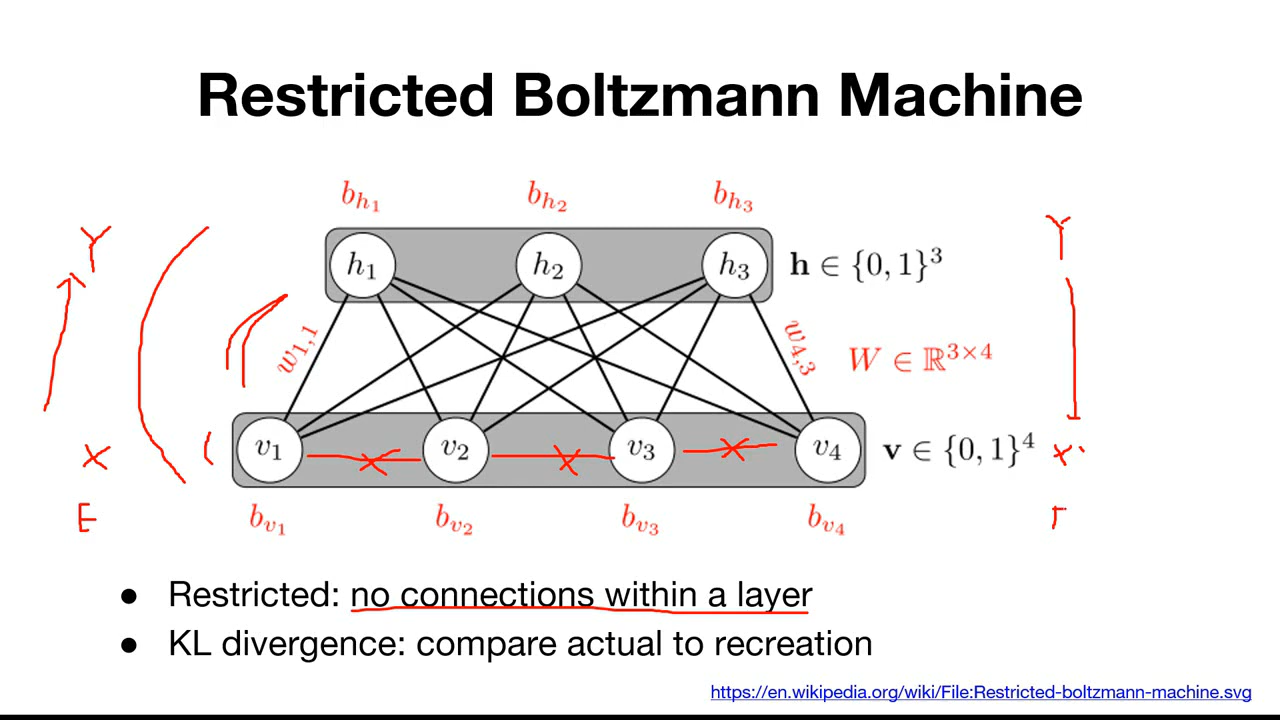 Restricted Boltzmann Machine
b_{h_1} b_{h_2} b_{h_3}
Y Y
h_1 h_2 h_3 h ∈ {0, 1}^3
w_{1,1} w_{4,3} W ∈ ℝ^{3×4}
X v_1 v_2 v_3 v_4 v ∈ {0, 1}^4 X
E b_{v_1} b_{v_2} b_{v_3} b_{v_4}
● Restricted: no connections within a layer
● KL divergence: compare actual to recreation
https://en.wikipedia.org/wiki/File:Restricted-boltzmann-machine.svg